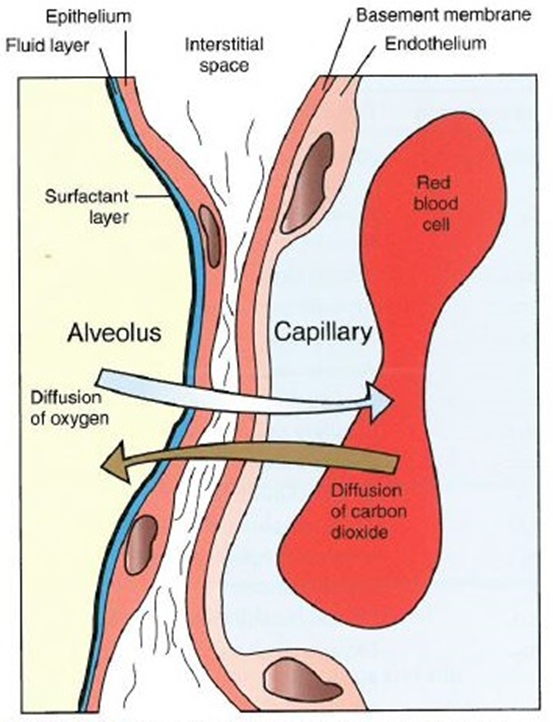 Epithelium
Fluid layer
Interstitial
space
Basement membrane
Endothelium
Surfactant
layer
Red
blood
cell
Alveolus
Capillary
Diffusion
of oxygen
Diffusion
of carbon
dioxide